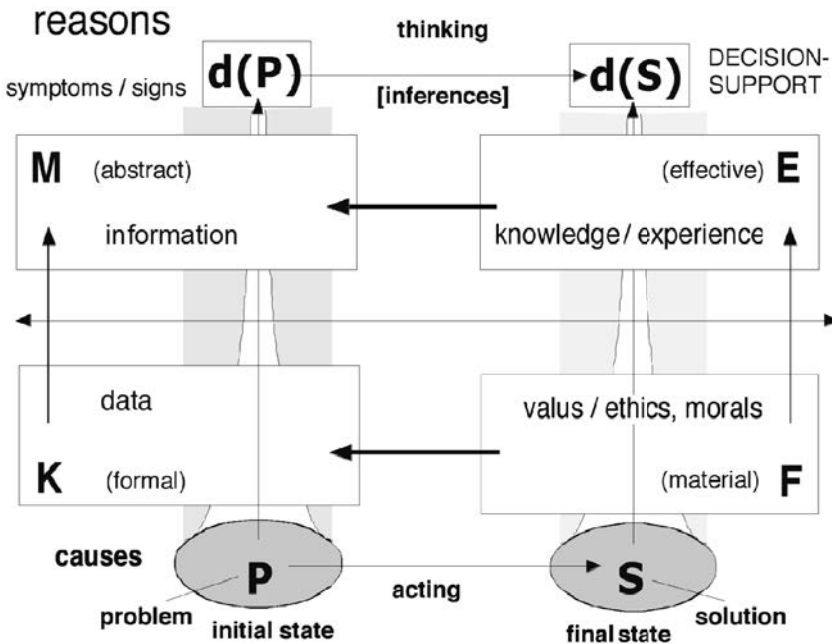 reasons
thinking
d(P)
d(S)
DECISION-
SUPPORT
symptoms / signs
[inferences]
M (abstract)
(effective) E
information
knowledge / experience
data
valus / ethics, morals
K (formal)
(material) F
causes
P
S
acting
problem
initial state
final state
solution